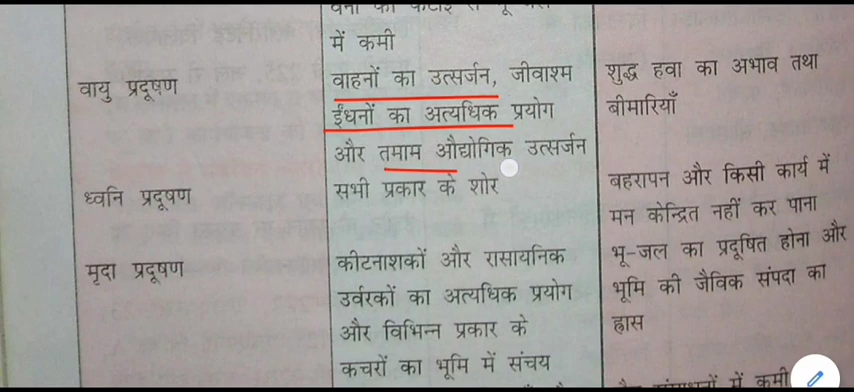 में कमी
वायु प्रदूषण
वाहनों का उत्सर्जन, जीवाश्म
ईंधनों का अत्यधिक प्रयोग
और तमाम औद्योगिक उत्सर्जन
शुद्ध हवा का अभाव तथा
बीमारियाँ
ध्वनि प्रदूषण
सभी प्रकार के शोर
बहरापन और किसी कार्य में
मन केन्द्रित नहीं कर पाना
मृदा प्रदूषण
कीटनाशकों और रासायनिक
उर्वरकों का अत्यधिक प्रयोग
और विभिन्न प्रकार के
कचरों का भूमि में संचय
भू-जल का प्रदूषित होना और
भूमि की जैविक संपदा का
ह्रास
में कमी